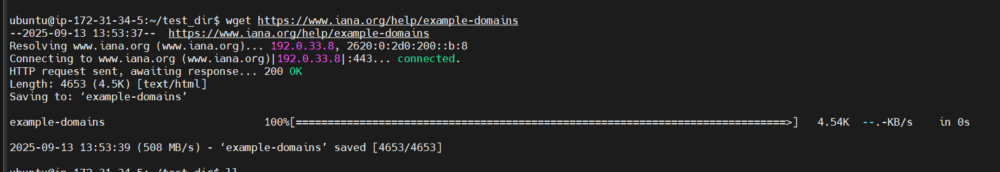 ubuntu@ip-172-31-34-5:~/test_dir$ wget https://www.iana.org/help/example-domains
--2025-09-13 13:53:37--  https://www.iana.org/help/example-domains
Resolving www.iana.org (www.iana.org)... 192.0.33.8, 2620:0:2d0:200::b:8
Connecting to www.iana.org (www.iana.org)|192.0.33.8|:443... connected.
HTTP request sent, awaiting response... 200 OK
Length: 4653 (4.5K) [text/html]
Saving to: ‘example-domains’
example-domains 100%[=============================================================================>] 4.54K --.-KB/s in 0s
2025-09-13 13:53:39 (508 MB/s) - ‘example-domains’ saved [4653/4653]
ubuntu@ip-172-31-34-5:~/test_dir$ ll